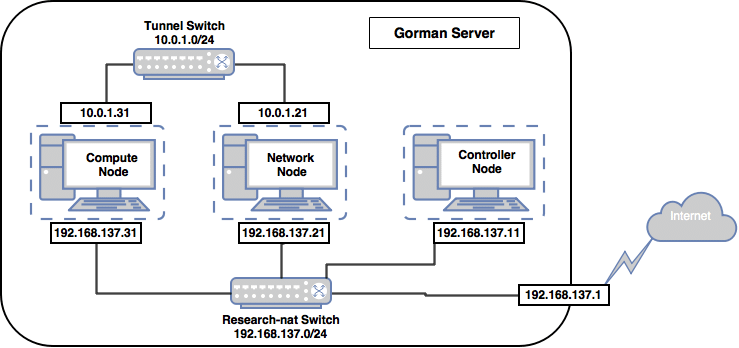 Tunnel Switch
10.0.1.0/24
Gorman Server
10.0.1.31
10.0.1.21
Compute
Node
Network
Node
Controller
Node
192.168.137.31
192.168.137.21
192.168.137.11
Internet
192.168.137.1
Research-nat Switch
192.168.137.0/24